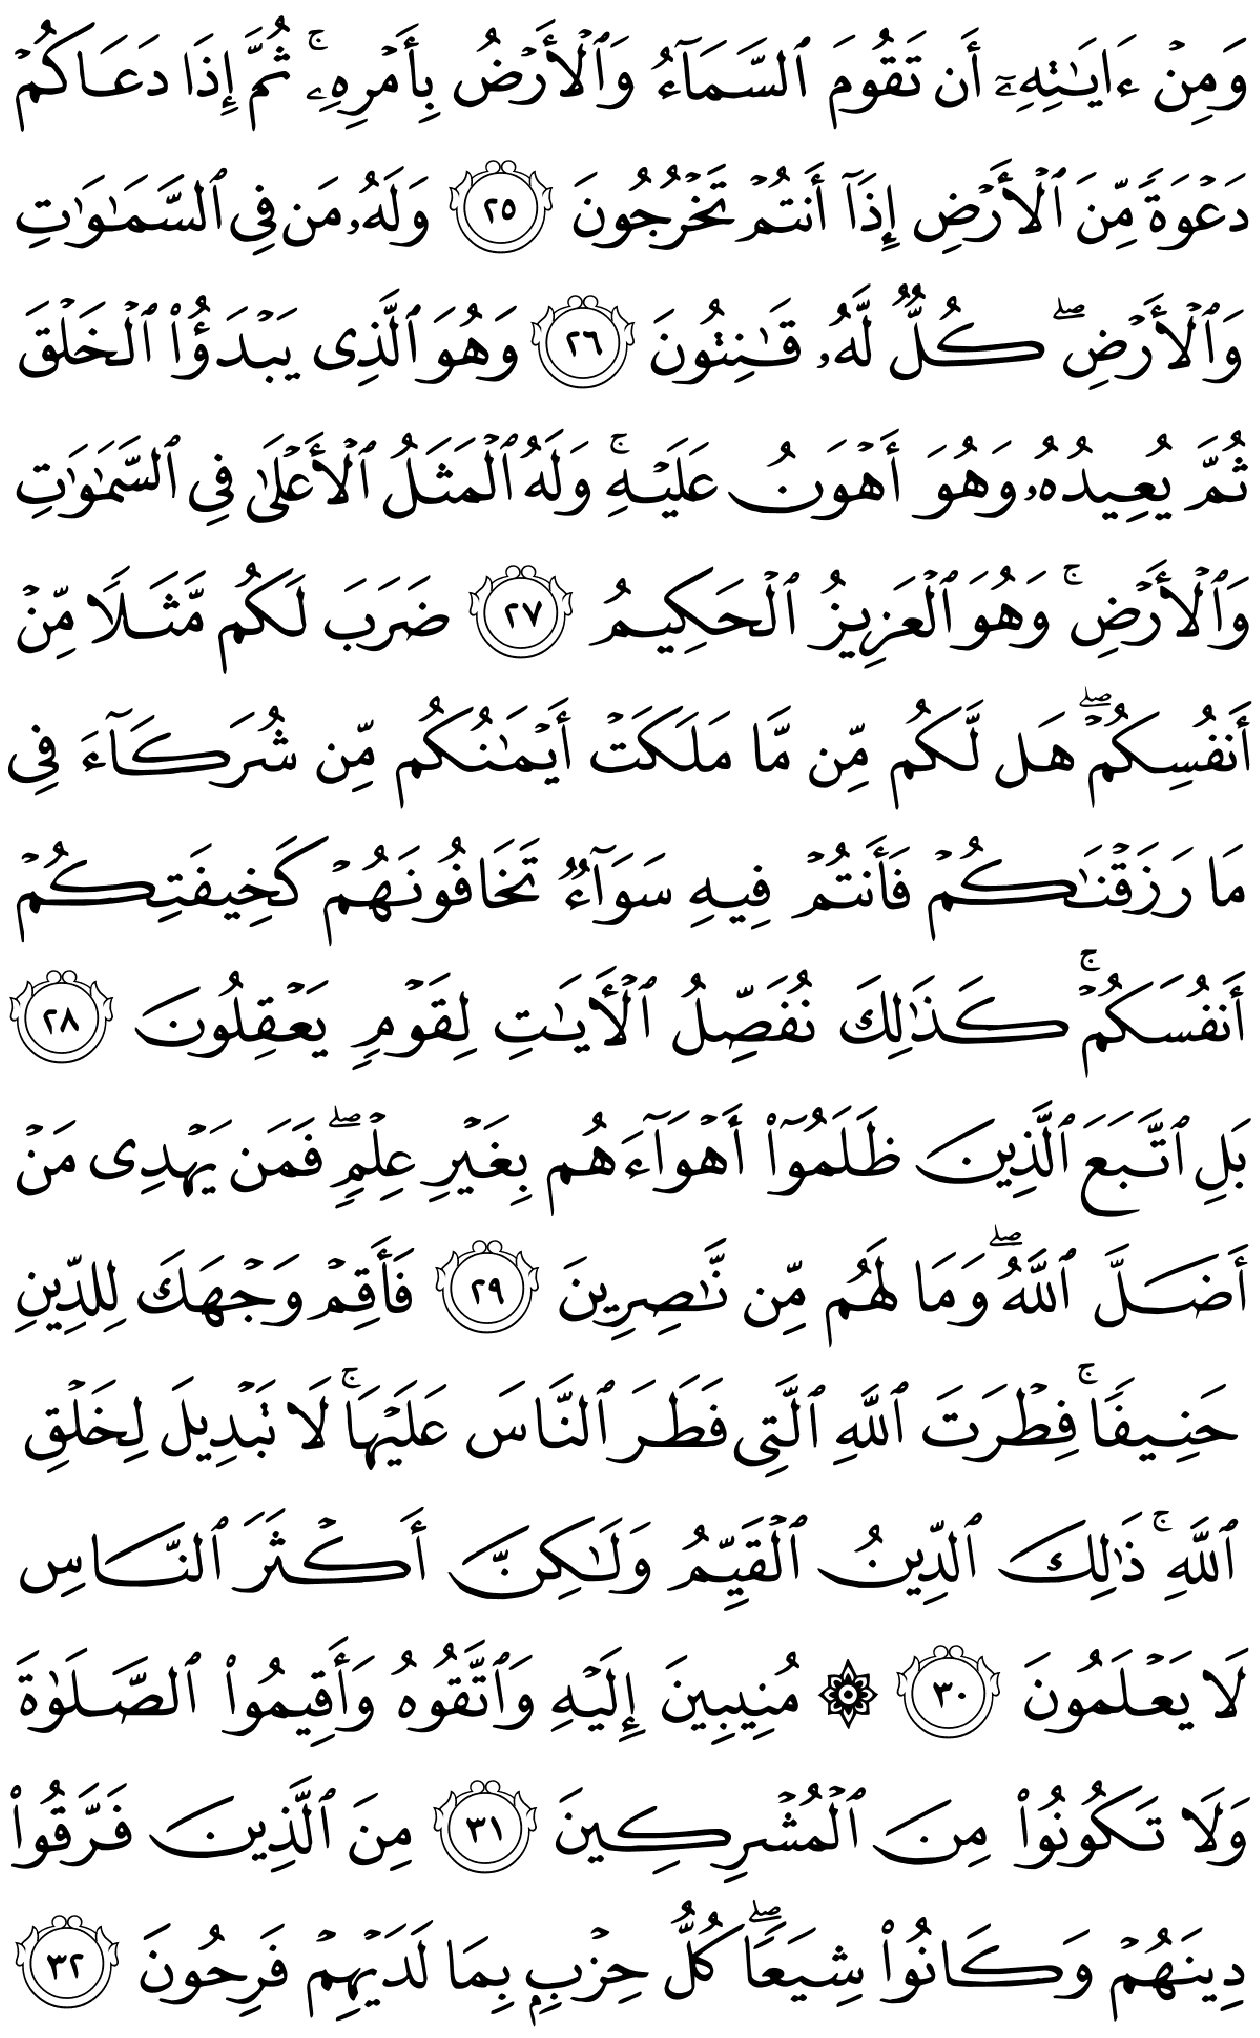 وَمِنْ ءَايَـٰتِهِۦٓ أَن تَقُومَ ٱلسَّمَآءُ وَٱلْأَرْضُ بِأَمْرِهِۦ ۚ ثُمَّ إِذَا دَعَاكُمْ
دَعْوَةً مِّنَ ٱلْأَرْضِ إِذَآ أَنتُمْ تَخْرُجُونَ ٢٥ وَلَهُۥ مَن فِى ٱلسَّمَـٰوَٰتِ
وَٱلْأَرْضِ ۖ كُلٌّ لَّهُۥ قَـٰنِتُونَ ٢٦ وَهُوَ ٱلَّذِى يَبْدَؤُا۟ ٱلْخَلْقَ
ثُمَّ يُعِيدُهُۥ وَهُوَ أَهْوَنُ عَلَيْهِ ۚ وَلَهُ ٱلْمَثَلُ ٱلْأَعْلَىٰ فِى ٱلسَّمَـٰوَٰتِ
وَٱلْأَرْضِ ۚ وَهُوَ ٱلْعَزِيزُ ٱلْحَكِيمُ ٢٧ ضَرَبَ لَكُم مَّثَلًا مِّنْ
أَنفُسِكُمْ ۖ هَل لَّكُم مِّن مَّا مَلَكَتْ أَيْمَـٰنُكُم مِّن شُرَكَآءَ فِى
مَا رَزَقْنَـٰكُمْ فَأَنتُمْ فِيهِ سَوَآءٌ تَخَافُونَهُمْ كَخِيفَتِكُمْ
أَنفُسَكُمْ ۚ كَذَٰلِكَ نُفَصِّلُ ٱلْـَٔايَـٰتِ لِقَوْمٍ يَعْقِلُونَ ٢٨
بَلِ ٱتَّبَعَ ٱلَّذِينَ ظَلَمُوٓا۟ أَهْوَآءَهُم بِغَيْرِ عِلْمٍ ۖ فَمَن يَهْدِى مَنْ
أَضَلَّ ٱللَّهُ ۖ وَمَا لَهُم مِّن نَّـٰصِرِينَ ٢٩ فَأَقِمْ وَجْهَكَ لِلدِّينِ
حَنِيفًا ۚ فِطْرَتَ ٱللَّهِ ٱلَّتِى فَطَرَ ٱلنَّاسَ عَلَيْهَا ۚ لَا تَبْدِيلَ لِخَلْقِ
ٱللَّهِ ۚ ذَٰلِكَ ٱلدِّينُ ٱلْقَيِّمُ وَلَـٰكِنَّ أَكْثَرَ ٱلنَّاسِ
لَا يَعْلَمُونَ ٣٠ ۞ مُنِيبِينَ إِلَيْهِ وَٱتَّقُوهُ وَأَقِيمُوا۟ ٱلصَّلَوٰةَ
وَلَا تَكُونُوا۟ مِنَ ٱلْمُشْرِكِينَ ٣١ مِنَ ٱلَّذِينَ فَرَّقُوا۟
دِينَهُمْ وَكَانُوا۟ شِيَعًا ۖ كُلُّ حِزْبٍۭ بِمَا لَدَيْهِمْ فَرِحُونَ ٣٢